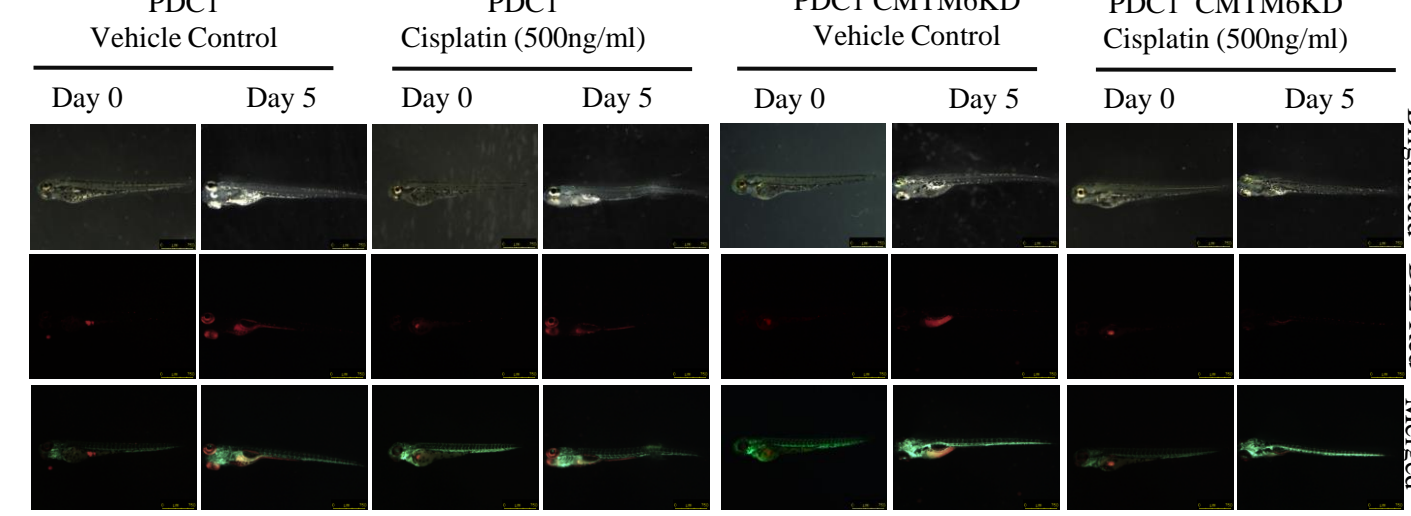 PDC1
Vehicle Control
PDC1
Cisplatin (500ng/ml)
PDC1 CMTM6KD
Vehicle Control
PDC1 CMTM6KD
Cisplatin (500ng/ml)
Day 0
Day 5
Day 0
Day 5
Day 0
Day 5
Day 0
Day 5
Merged